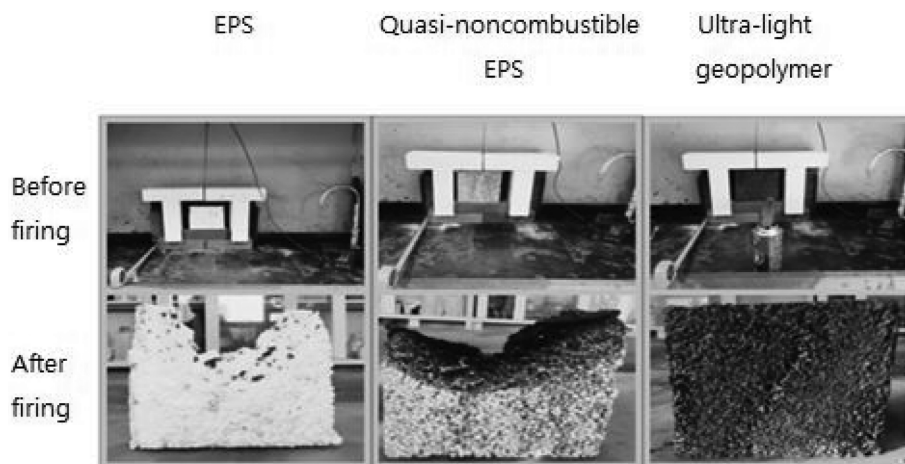 EPS
Quasi-noncombustible
EPS
Ultra-light
geopolymer
Before
firing
After
firing